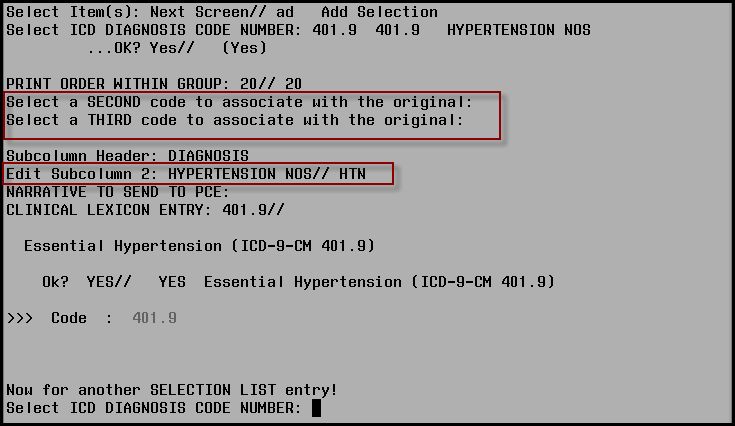 Select Item(s): Next Screen// ad   Add Selection
Select ICD DIAGNOSIS CODE NUMBER: 401.9  401.9   HYPERTENSION NOS
         ...OK? Yes//   (Yes)
PRINT ORDER WITHIN GROUP: 20// 20
Select a SECOND code to associate with the original:
Select a THIRD code to associate with the original:
Subcolumn Header: DIAGNOSIS
Edit Subcolumn 2: HYPERTENSION NOS// HTN
NARRATIVE TO SEND TO PCE:
CLINICAL LEXICON ENTRY: 401.9//
  Essential Hypertension (ICD-9-CM 401.9)
    Ok?  YES//   YES  Essential Hypertension (ICD-9-CM 401.9)
>>>  Code  :  401.9
Now for another SELECTION LIST entry!
Select ICD DIAGNOSIS CODE NUMBER: